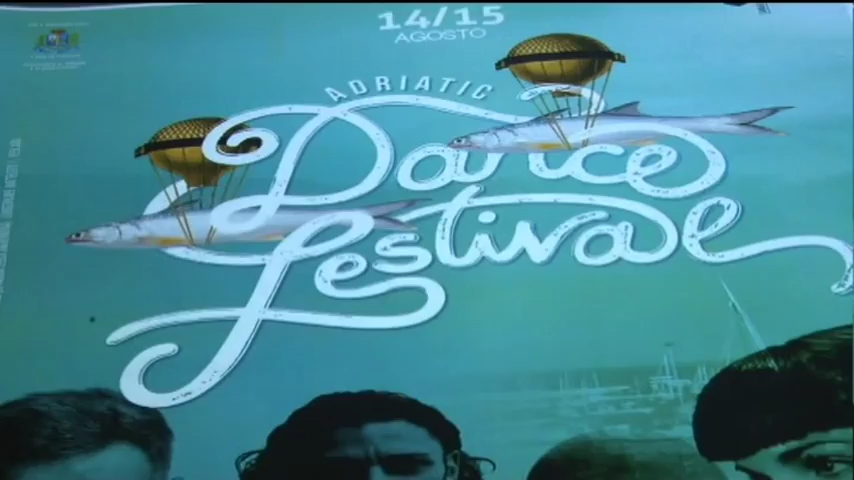 14/15
AGOSTO
ADRIATIC
Dance
Festival